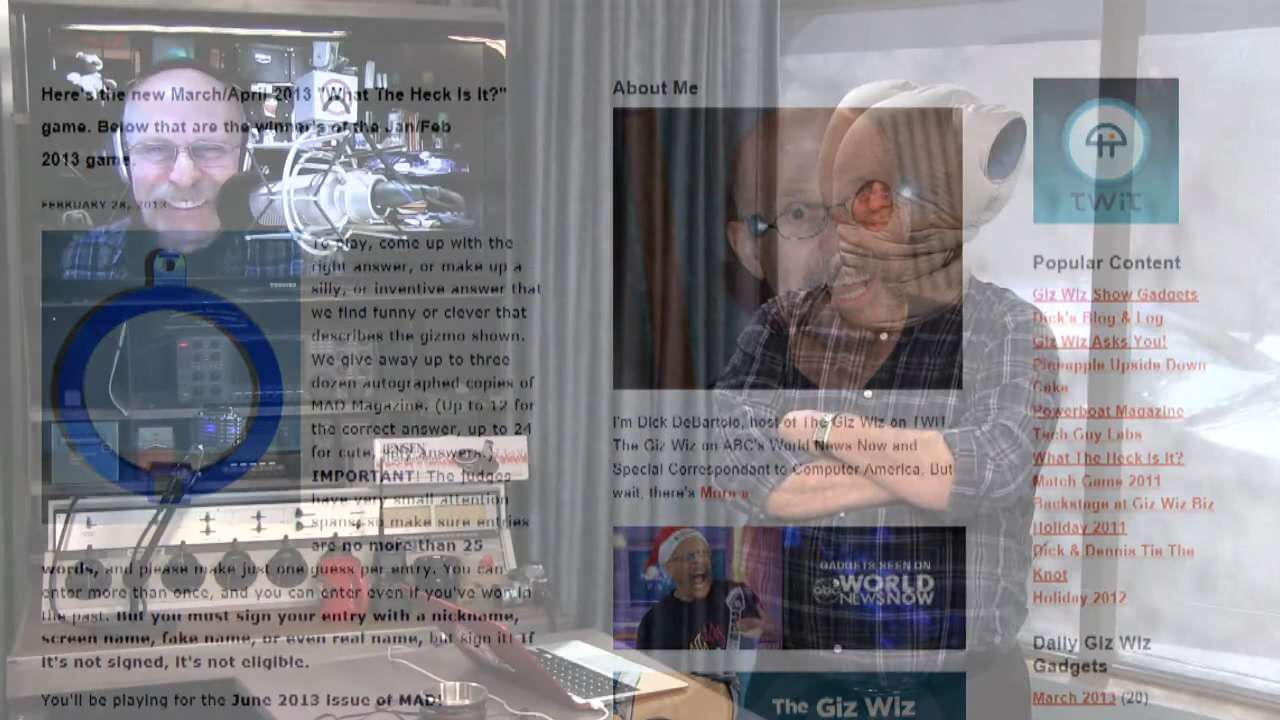 Here's the new March/April 2013 "What The Heck Is It?"
game. Below that are the winner's of the Jan/Feb
2013 game
FEBRUARY 28, 2013
To play, come up with the
right answer, or make up a
silly, or inventive answer that
we find funny or clever that
describes the gizmo shown.
We give away up to three
dozen autographed copies of
MAD Magazine. (Up to 12 for
the correct answer, up to 24
for cute, answers.)
IMPORTANT! The judges
have very small attention
spans, so make sure entries
are no more than 25
words, and please make just one guess per entry. You can
enter more than once, and you can enter even if you've won in
the past. But you must sign your entry with a nickname,
screen name, fake name, or even real name, but sign it! If
it's not signed, it's not eligible.
You'll be playing for the June 2013 issue of MAD!
TOSHIBA
JENSEN
About Me
I'm Dick DeBartolo, host of The Giz Wiz on TWiT
The Giz Wiz on ABC's World News Now and
Special Correspondant to Computer America. But
wait, there's More »
GADGETS SEEN ON
abc WORLD
NEWS NOW
The Giz Wiz
TWiT
Popular Content
Giz Wiz Show Gadgets
Dick's Blog & Log
Giz Wiz Asks You!
Pineapple Upside Down
Cake
Powerboat Magazine
Tech Guy Labs
What The Heck Is It?
Match Game 2011
Backstage at Giz Wiz Biz
Holiday 2011
Dick & Dennis Tie The
Knot
Holiday 2012
Daily Giz Wiz
Gadgets
March 2013 (20)